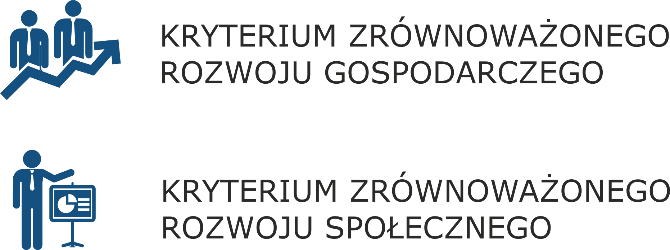 KRYTERIUM ZRÓWNOWAŻONEGO
ROZWOJU GOSPODARCZEGO
KRYTERIUM ZRÓWNOWAŻONEGO
ROZWOJU SPOŁECZNEGO